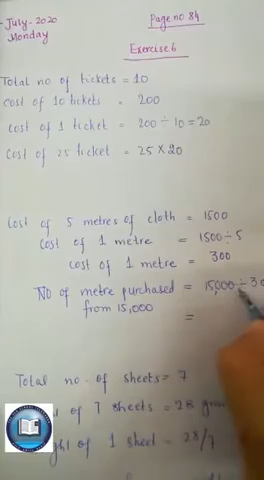 July-2020
Page no 84
Monday
Exercise 6
Total no of tickets = 10
Cost of 10 tickets = 200
cost of 1 ticket = 200 ÷ 10 = 20
Cost of 25 ticket = 25 × 20
Cost of 5 metres of cloth = 1500
Cost of 1 metre = 1500 ÷ 5
Cost of 1 metre = 300
No of metre purchased = 15,000 ÷ 30
from 15,000 =
Total no. of sheets = 7
of 7 sheets = 28
of 1 sheet = 28/7